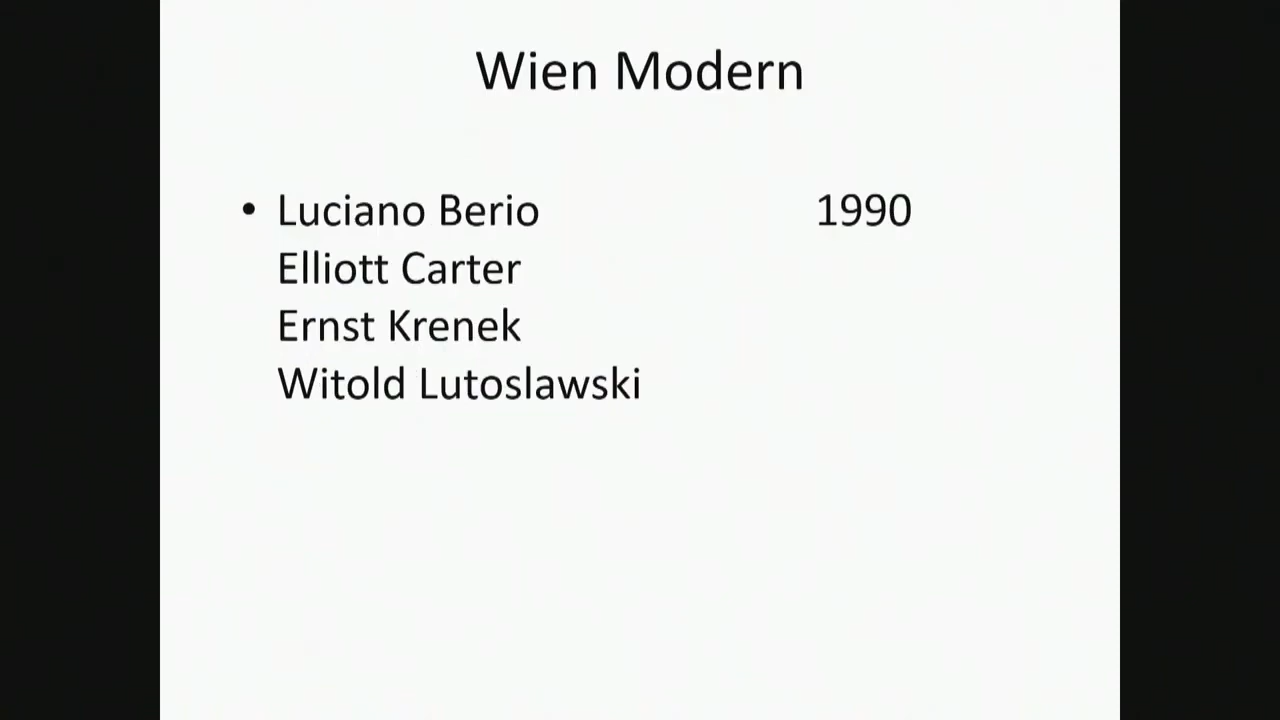 Wien Modern
• Luciano Berio 1990
Elliott Carter
Ernst Krenek
Witold Lutoslawski